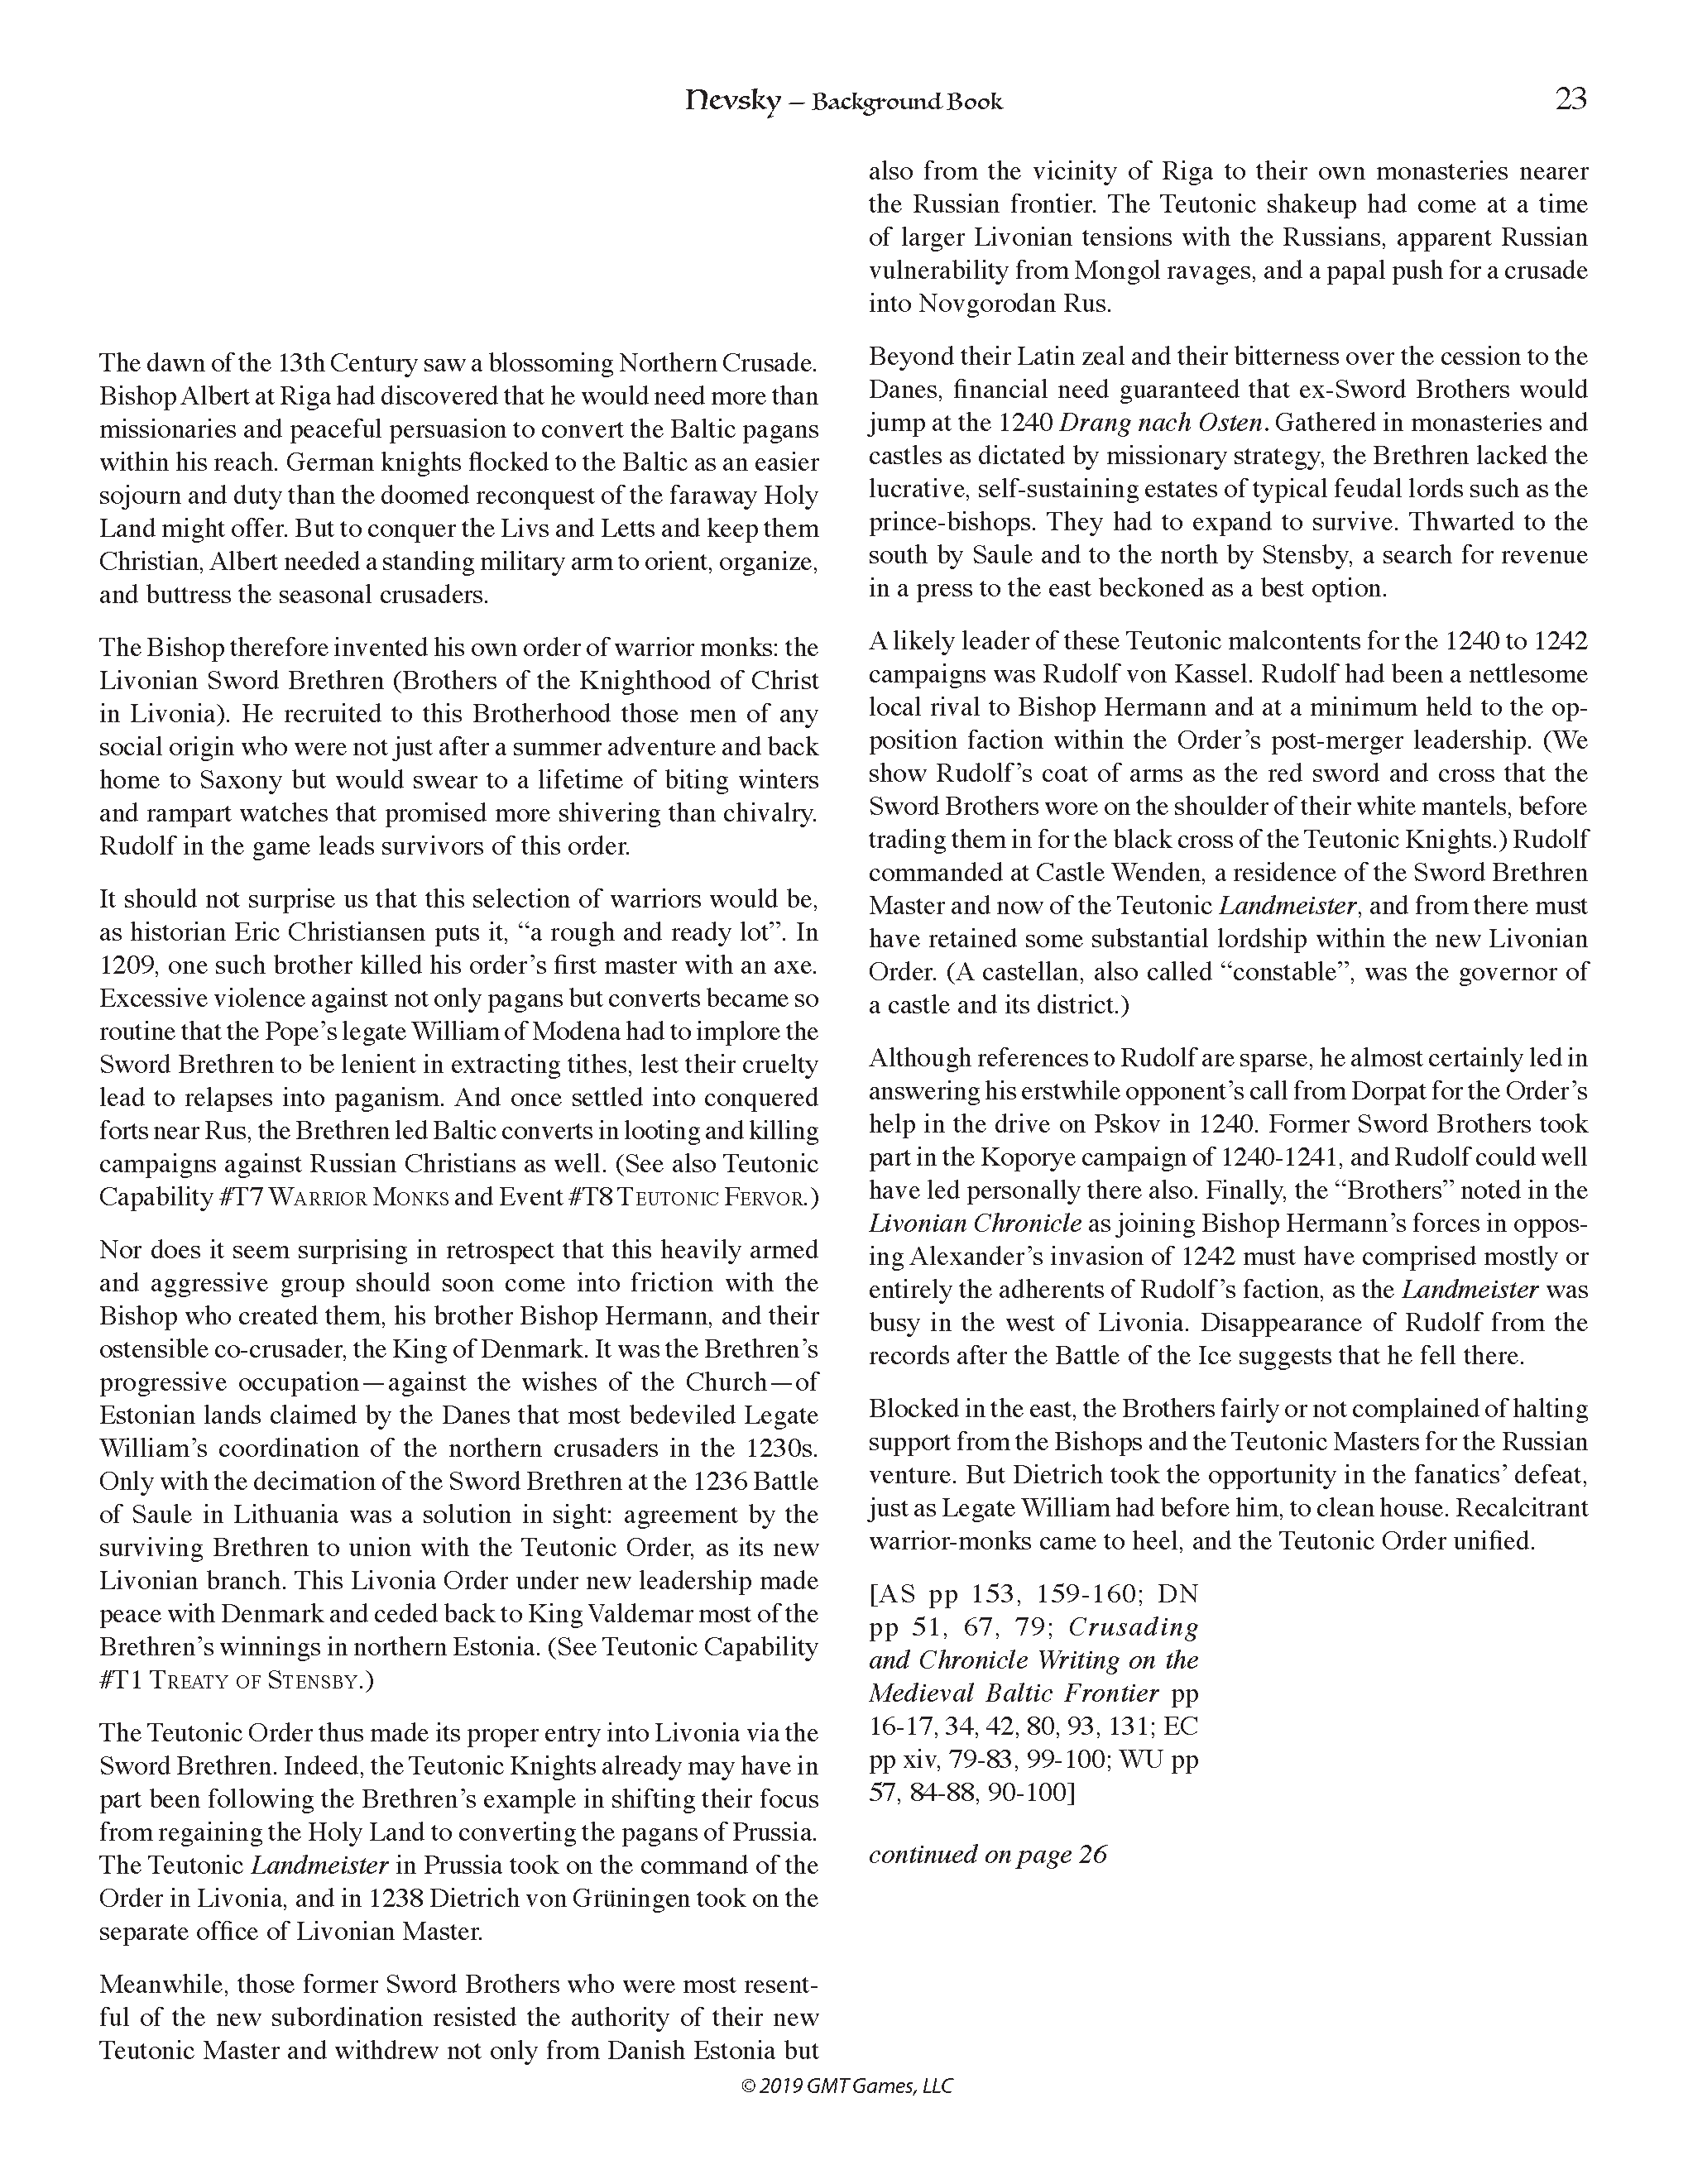 Nevsky – Background Book
23
The dawn of the 13th Century saw a blossoming Northern Crusade.
Bishop Albert at Riga had discovered that he would need more than
missionaries and peaceful persuasion to convert the Baltic pagans
within his reach. German knights flocked to the Baltic as an easier
sojourn and duty than the doomed reconquest of the faraway Holy
Land might offer. But to conquer the Livs and Letts and keep them
Christian, Albert needed a standing military arm to orient, organize,
and buttress the seasonal crusaders.
The Bishop therefore invented his own order of warrior monks: the
Livonian Sword Brethren (Brothers of the Knighthood of Christ
in Livonia). He recruited to this Brotherhood those men of any
social origin who were not just after a summer adventure and back
home to Saxony but would swear to a lifetime of biting winters
and rampart watches that promised more shivering than chivalry.
Rudolf in the game leads survivors of this order.
It should not surprise us that this selection of warriors would be,
as historian Eric Christiansen puts it, “a rough and ready lot”. In
1209, one such brother killed his order’s first master with an axe.
Excessive violence against not only pagans but converts became so
routine that the Pope’s legate William of Modena had to implore the
Sword Brethren to be lenient in extracting tithes, lest their cruelty
lead to relapses into paganism. And once settled into conquered
forts near Rus, the Brethren led Baltic converts in looting and killing
campaigns against Russian Christians as well. (See also Teutonic
Capability #T7 WARRIOR MONKS and Event #T8 TEUTONIC FERVOR.)
Nor does it seem surprising in retrospect that this heavily armed
and aggressive group should soon come into friction with the
Bishop who created them, his brother Bishop Hermann, and their
ostensible co-crusader, the King of Denmark. It was the Brethren’s
progressive occupation—against the wishes of the Church—of
Estonian lands claimed by the Danes that most bedeviled Legate
William’s coordination of the northern crusaders in the 1230s.
Only with the decimation of the Sword Brethren at the 1236 Battle
of Saule in Lithuania was a solution in sight: agreement by the
surviving Brethren to union with the Teutonic Order, as its new
Livonian branch. This Livonia Order under new leadership made
peace with Denmark and ceded back to King Valdemar most of the
Brethren’s winnings in northern Estonia. (See Teutonic Capability
#T1 TREATY OF STENSBY.)
The Teutonic Order thus made its proper entry into Livonia via the
Sword Brethren. Indeed, the Teutonic Knights already may have in
part been following the Brethren’s example in shifting their focus
from regaining the Holy Land to converting the pagans of Prussia.
The Teutonic Landmeister in Prussia took on the command of the
Order in Livonia, and in 1238 Dietrich von Grüningen took on the
separate office of Livonian Master.
Meanwhile, those former Sword Brothers who were most resent-
ful of the new subordination resisted the authority of their new
Teutonic Master and withdrew not only from Danish Estonia but
also from the vicinity of Riga to their own monasteries nearer
the Russian frontier. The Teutonic shakeup had come at a time
of larger Livonian tensions with the Russians, apparent Russian
vulnerability from Mongol ravages, and a papal push for a crusade
into Novgorodan Rus.
Beyond their Latin zeal and their bitterness over the cession to the
Danes, financial need guaranteed that ex-Sword Brothers would
jump at the 1240 Drang nach Osten. Gathered in monasteries and
castles as dictated by missionary strategy, the Brethren lacked the
lucrative, self-sustaining estates of typical feudal lords such as the
prince-bishops. They had to expand to survive. Thwarted to the
south by Saule and to the north by Stensby, a search for revenue
in a press to the east beckoned as a best option.
A likely leader of these Teutonic malcontents for the 1240 to 1242
campaigns was Rudolf von Kassel. Rudolf had been a nettlesome
local rival to Bishop Hermann and at a minimum held to the op-
position faction within the Order’s post-merger leadership. (We
show Rudolf’s coat of arms as the red sword and cross that the
Sword Brothers wore on the shoulder of their white mantels, before
trading them in for the black cross of the Teutonic Knights.) Rudolf
commanded at Castle Wenden, a residence of the Sword Brethren
Master and now of the Teutonic Landmeister, and from there must
have retained some substantial lordship within the new Livonian
Order. (A castellan, also called “constable”, was the governor of
a castle and its district.)
Although references to Rudolf are sparse, he almost certainly led in
answering his erstwhile opponent’s call from Dorpat for the Order’s
help in the drive on Pskov in 1240. Former Sword Brothers took
part in the Koporye campaign of 1240-1241, and Rudolf could well
have led personally there also. Finally, the “Brothers” noted in the
Livonian Chronicle as joining Bishop Hermann’s forces in oppos-
ing Alexander’s invasion of 1242 must have comprised mostly or
entirely the adherents of Rudolf’s faction, as the Landmeister was
busy in the west of Livonia. Disappearance of Rudolf from the
records after the Battle of the Ice suggests that he fell there.
Blocked in the east, the Brothers fairly or not complained of halting
support from the Bishops and the Teutonic Masters for the Russian
venture. But Dietrich took the opportunity in the fanatics’ defeat,
just as Legate William had before him, to clean house. Recalcitrant
warrior-monks came to heel, and the Teutonic Order unified.
[AS pp 153, 159-160; DN
pp 51, 67, 79; Crusading
and Chronicle Writing on the
Medieval Baltic Frontier pp
16-17, 34, 42, 80, 93, 131; EC
pp xiv, 79-83, 99-100; WU pp
57, 84-88, 90-100]
continued on page 26
© 2019 GMT Games, LLC